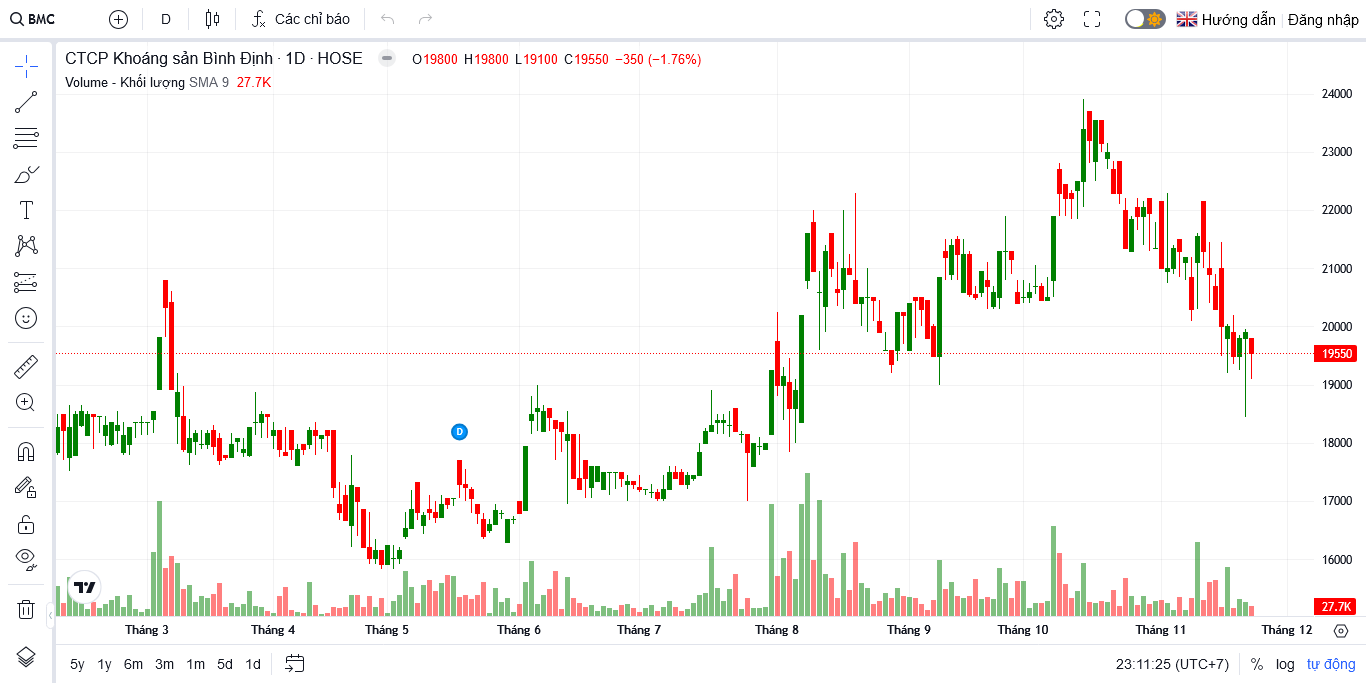 BMC D Các chỉ báo Hướng dẫn Đăng nhập
CTCP Khoáng sản Bình Định · 1D · HOSE O19800 H19800 L19100 C19550 −350 (−1.76%)
Volume - Khối lượng SMA 9 27.7K
24000
23000
22000
21000
20000
19550
19000
18000
D
17000
16000
27.7K
Tháng 3 Tháng 4 Tháng 5 Tháng 6 Tháng 7 Tháng 8 Tháng 9 Tháng 10 Tháng 11 Tháng 12
5y 1y 6m 3m 1m 5d 1d 23:11:25 (UTC+7) % log tự động